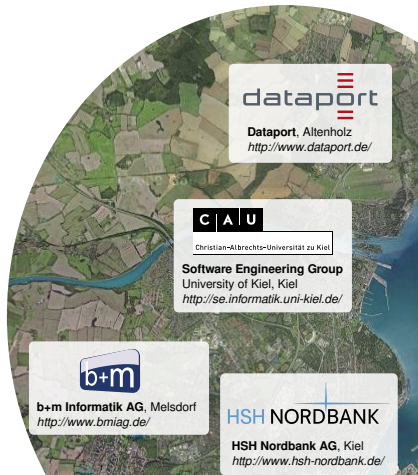 dataport
Dataport, Altenholz
http://www.dataport.de/
CAU
Christian-Albrechts-Universität zu Kiel
Software Engineering Group
University of Kiel, Kiel
http://se.informatik.uni-kiel.de/
b+m
b+m Informatik AG, Melsdorf
http://www.bmiag.de/
HSH NORDBANK
HSH Nordbank AG, Kiel
http://www.hsh-nordbank.de/